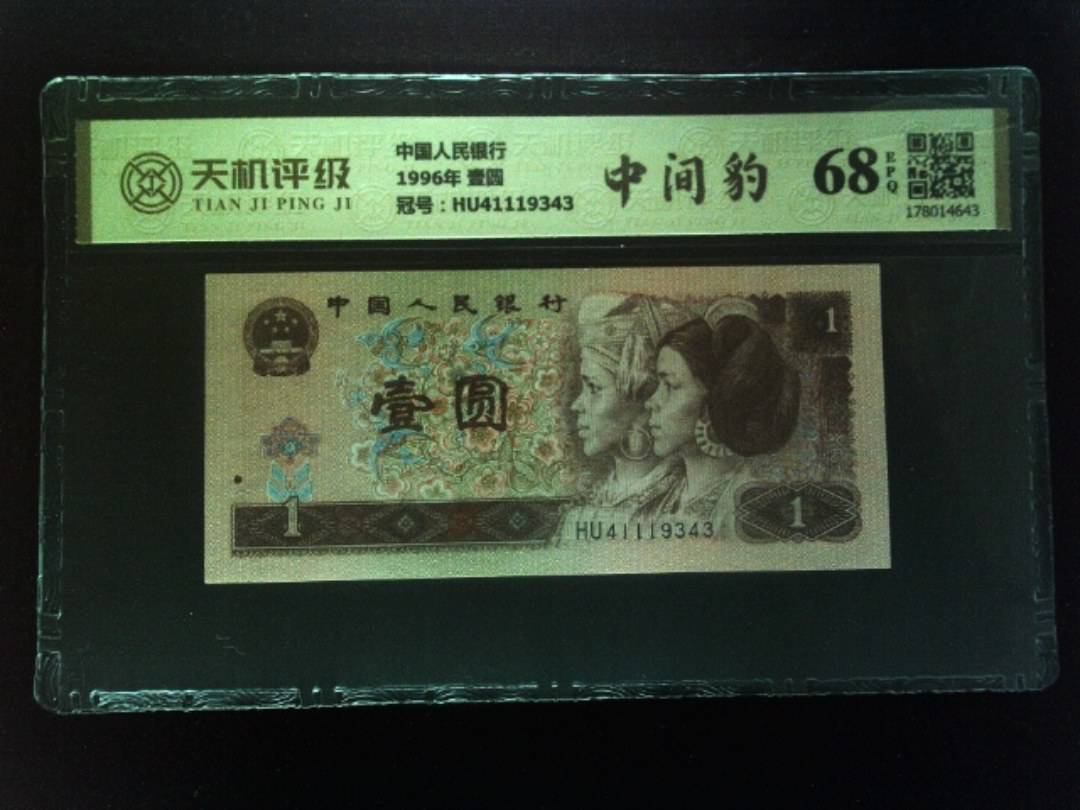 天机评级
TIAN JI PING JI
中国人民银行
1996年 壹圆
冠号：HU41119343
中间豹
68
EPQ
178014643
中国人民银行
壹圆
1
1
HU41119343
1